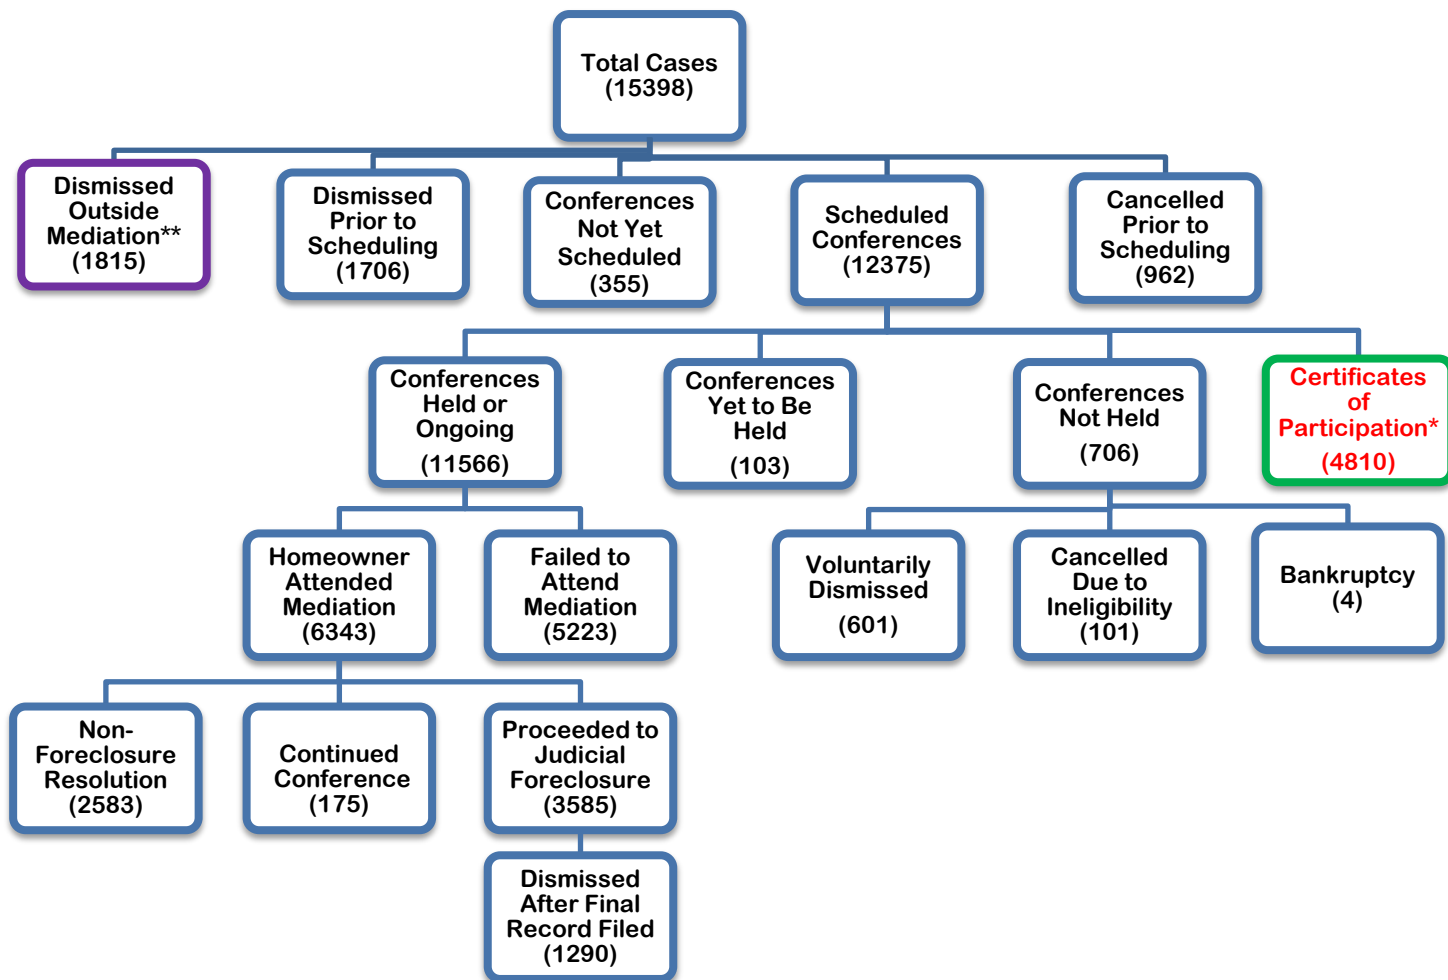 Total Cases
(15398)
Dismissed
Outside
Mediation**
(1815)
Dismissed
Prior to
Scheduling
(1706)
Conferences
Not Yet
Scheduled
(355)
Scheduled
Conferences
(12375)
Cancelled
Prior to
Scheduling
(962)
Conferences
Held or
Ongoing
(11566)
Conferences
Yet to Be
Held
(103)
Conferences
Not Held
(706)
Certificates
of
Participation*
(4810)
Homeowner
Attended
Mediation
(6343)
Failed to
Attend
Mediation
(5223)
Voluntarily
Dismissed
(601)
Cancelled
Due to
Ineligibility
(101)
Bankruptcy
(4)
Non-
Foreclosure
Resolution
(2583)
Continued
Conference
(175)
Proceeded to
Judicial
Foreclosure
(3585)
Dismissed
After Final
Record Filed
(1290)